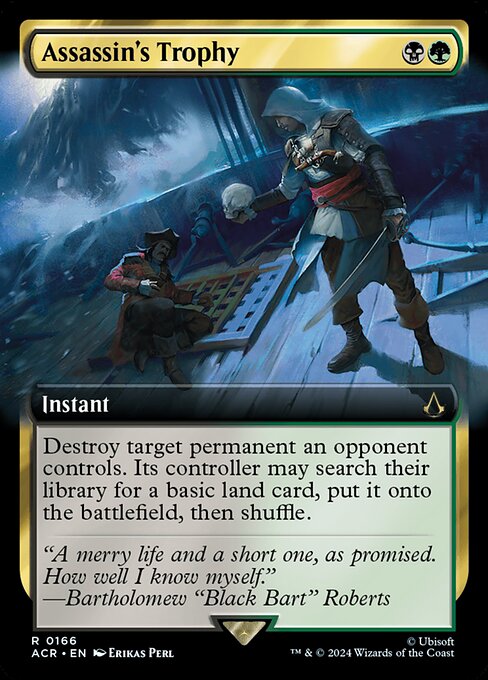 Assassin's Trophy
Instant
Destroy target permanent an opponent
controls. Its controller may search their
library for a basic land card, put it onto
the battlefield, then shuffle.
“A merry life and a short one, as promised.
How well I know myself.”
—Bartholomew “Black Bart” Roberts
R 0166
ACR • EN Erikas Perl
© Ubisoft
™ & © 2024 Wizards of the Coast